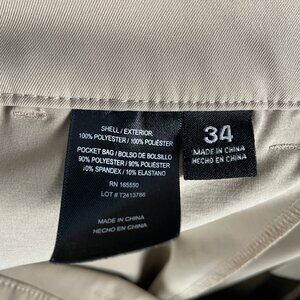 SHELL / EXTERIOR:
100% POLYESTER / 100% POLIÉSTER
POCKET BAG / BOLSO DE BOLSILLO
90% POLYESTER / 90% POLIÉSTER
10% SPANDEX / 10% ELASTANO
RN 165550
LOT # T2413786
MADE IN CHINA
HECHO EN CHINA
34
MADE IN CHINA
HECHO EN CHINA